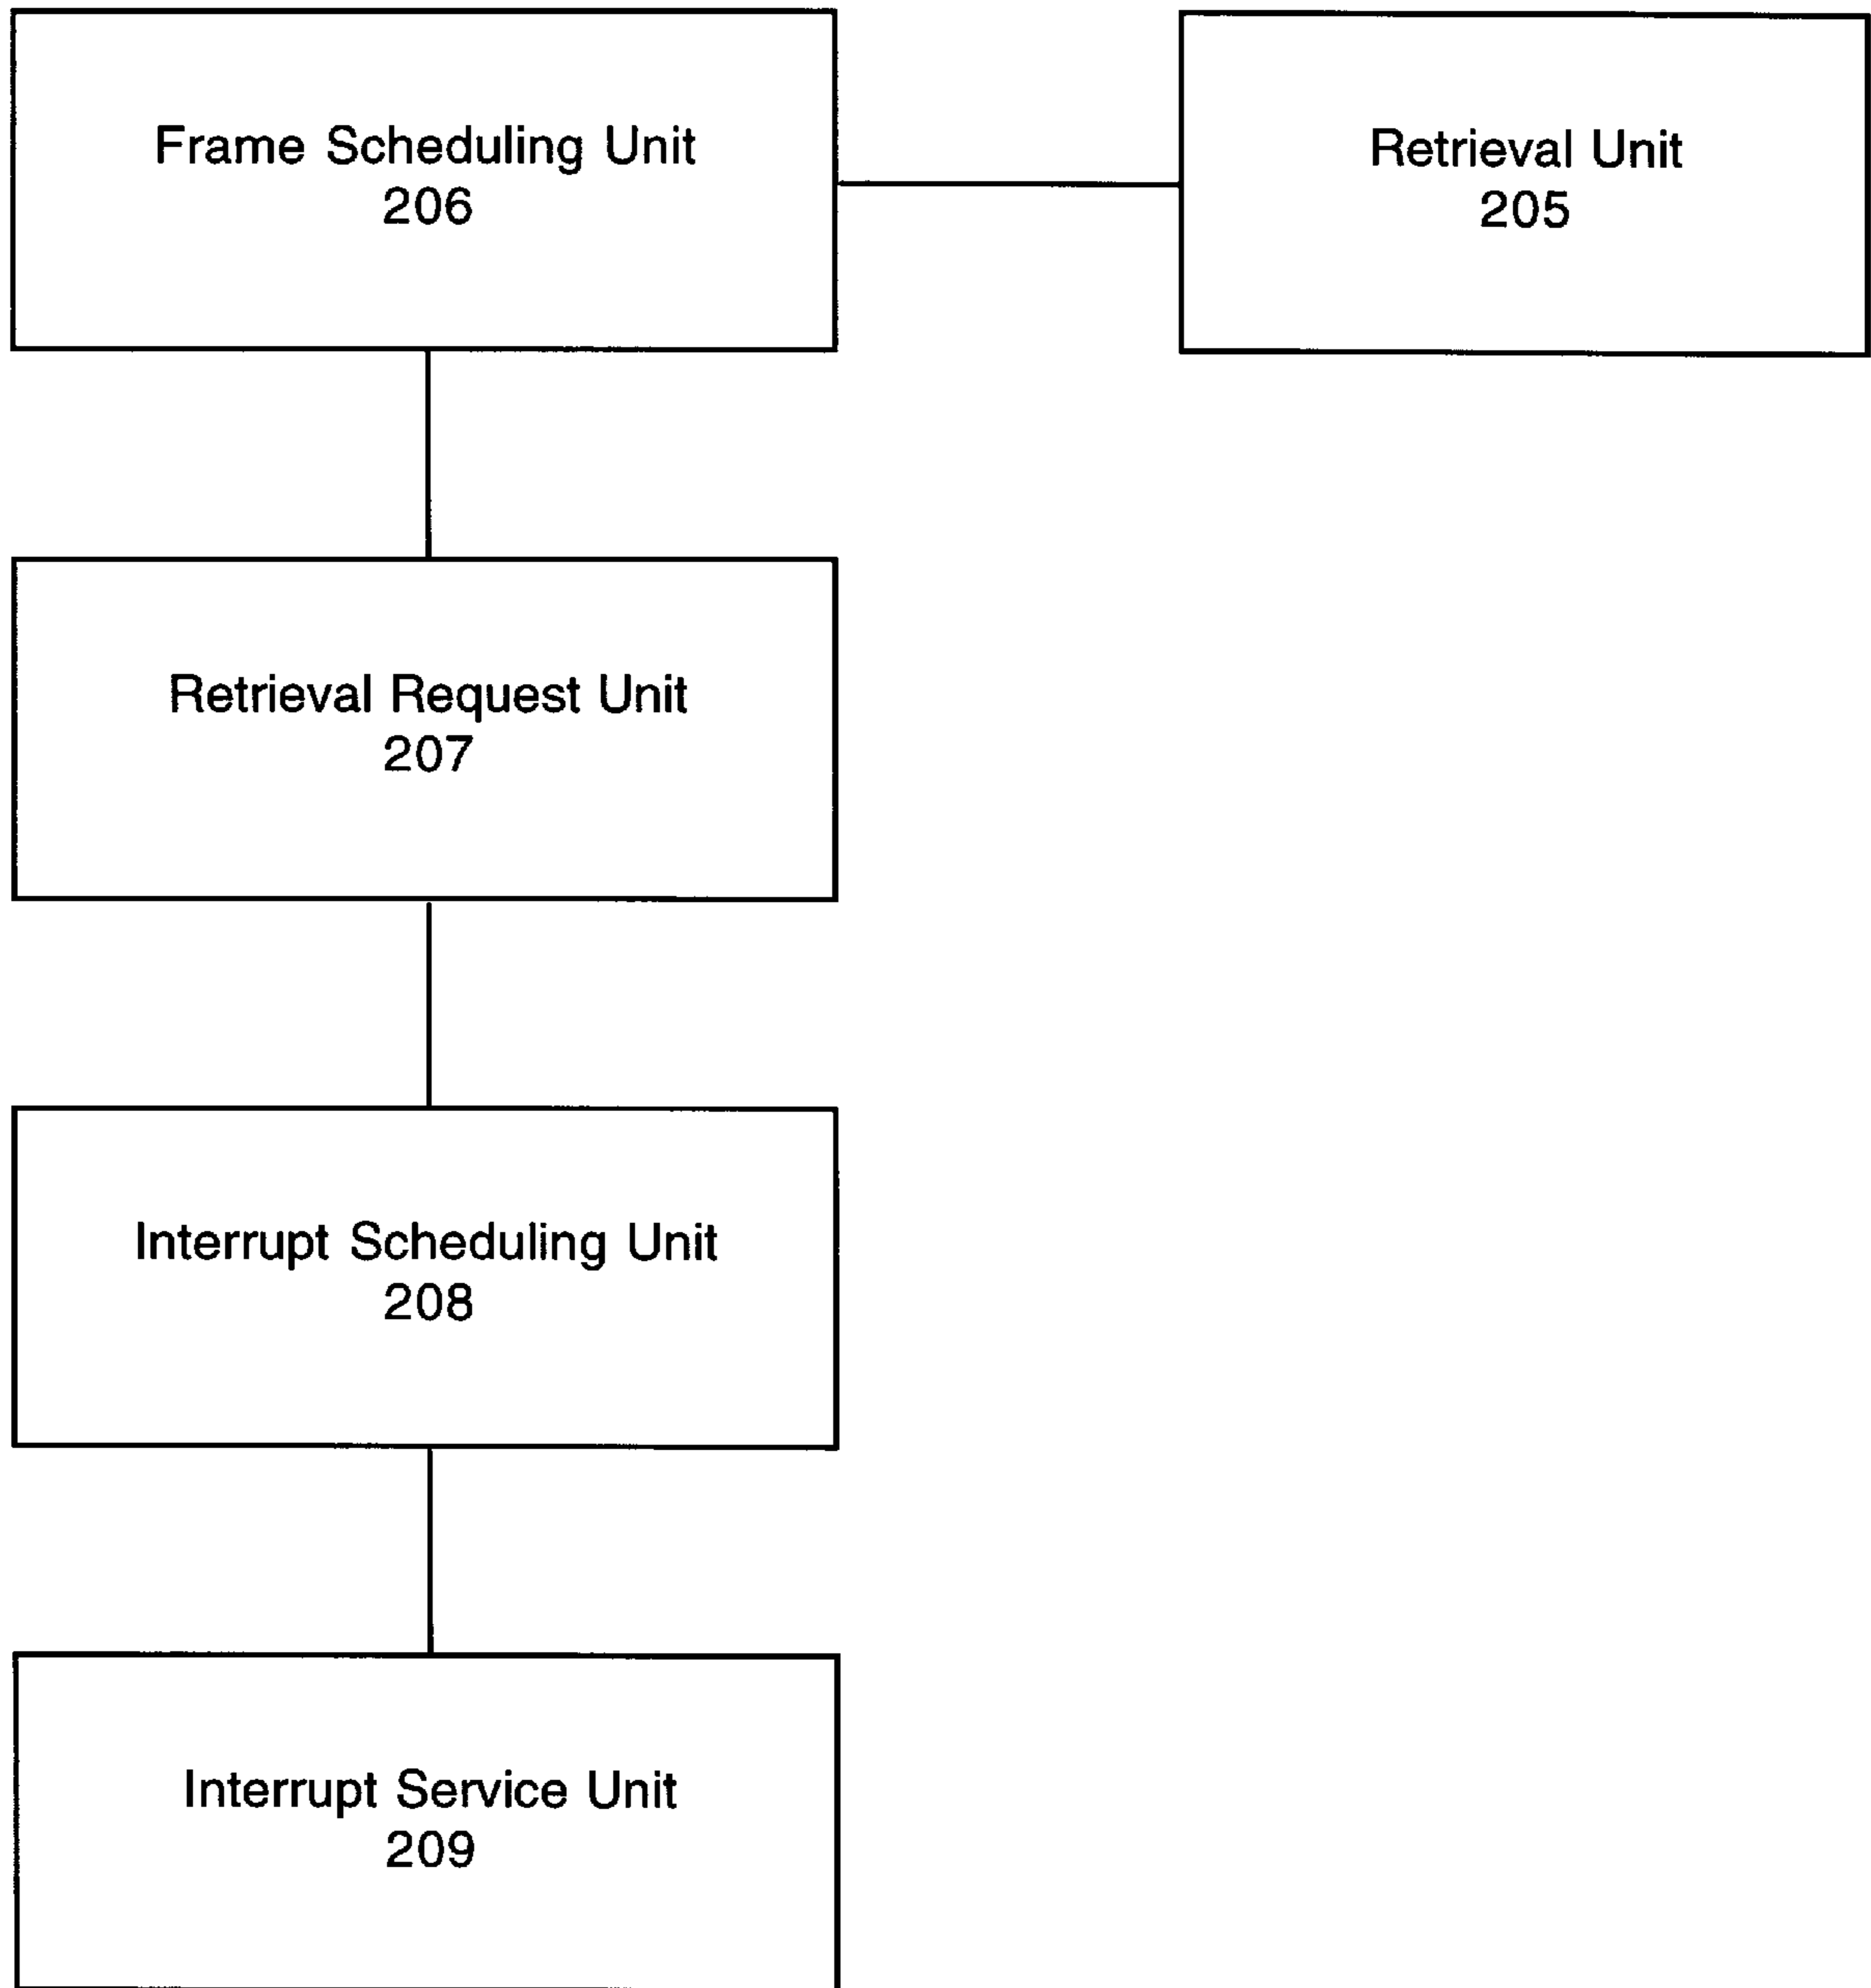 Frame Scheduling Unit
206
Retrieval Unit
205
Retrieval Request Unit
207
Interrupt Scheduling Unit
208
Interrupt Service Unit
209